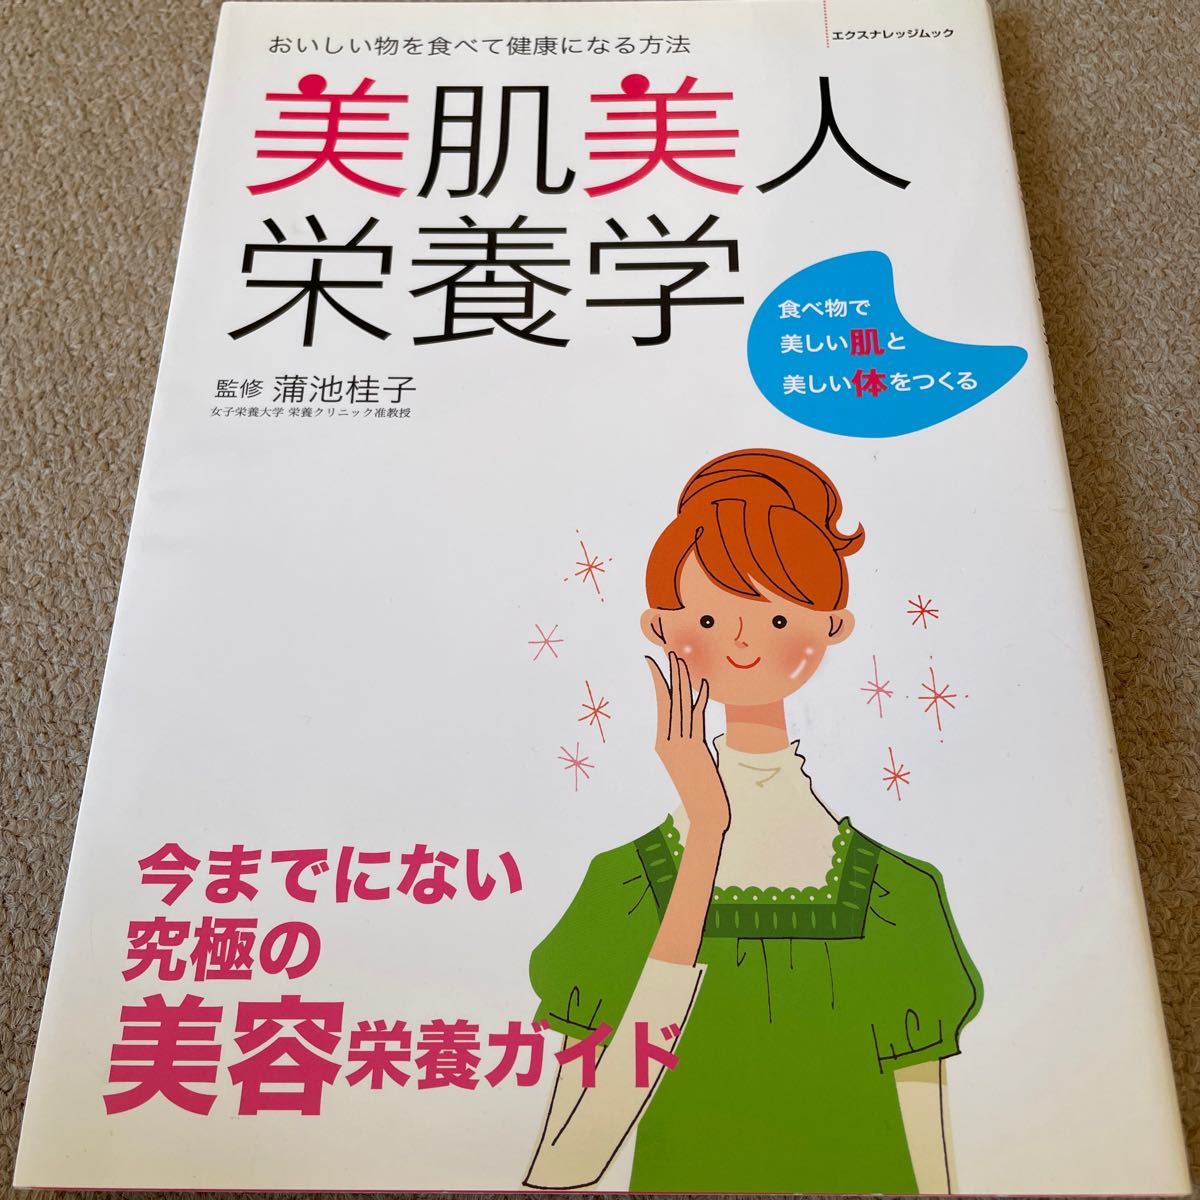 エクスナレッジムック
おいしい物を食べて健康になる方法
美肌美人
栄養学
食べ物で
美しい肌と
美しい体をつくる
監修 蒲池桂子
女子栄養大学 栄養クリニック准教授
今までにない
究極の
美容栄養ガイド